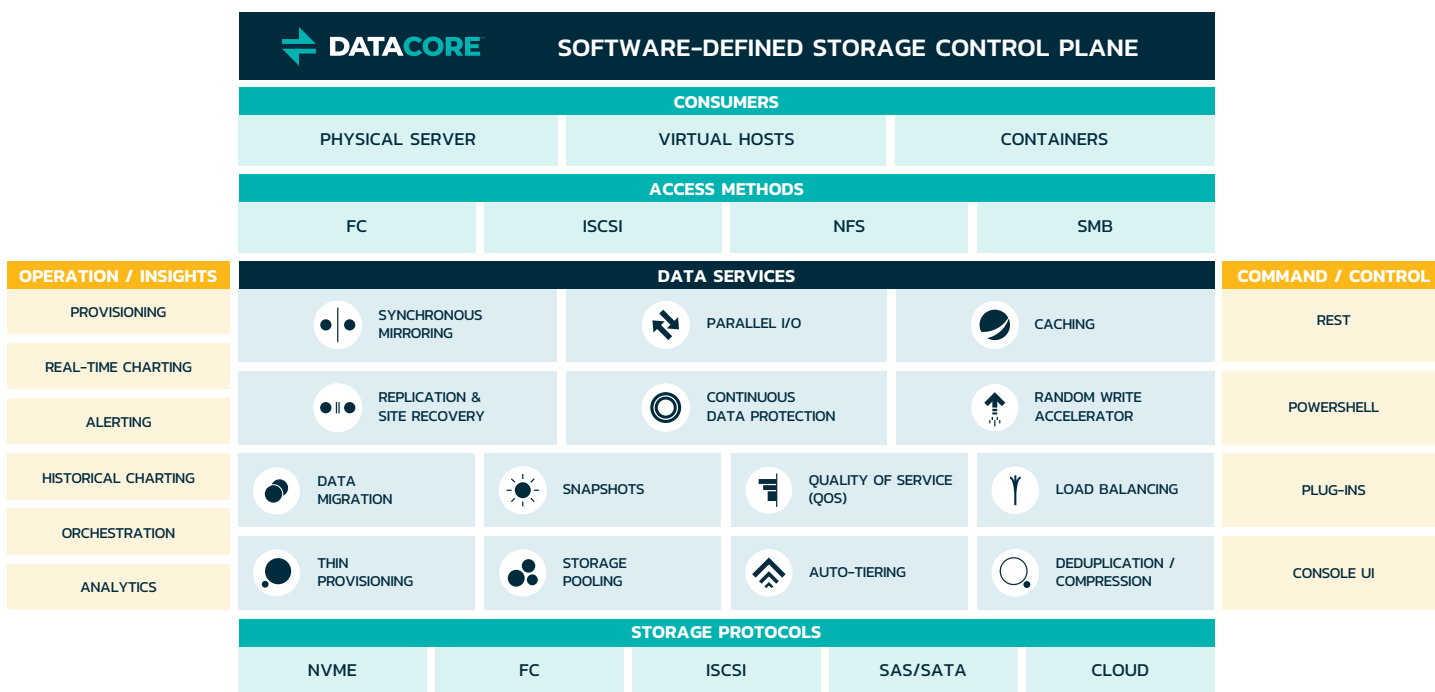 DATACORE
SOFTWARE-DEFINED STORAGE CONTROL PLANE
CONSUMERS
PHYSICAL SERVER
VIRTUAL HOSTS
CONTAINERS
ACCESS METHODS
FC
ISCSI
NFS
SMB
OPERATION / INSIGHTS
PROVISIONING
REAL-TIME CHARTING
ALERTING
HISTORICAL CHARTING
ORCHESTRATION
ANALYTICS
DATA SERVICES
SYNCHRONOUS
MIRRORING
PARALLEL I/O
CACHING
REPLICATION &
SITE RECOVERY
CONTINUOUS
DATA PROTECTION
RANDOM WRITE
ACCELERATOR
DATA
MIGRATION
SNAPSHOTS
QUALITY OF SERVICE
(QOS)
LOAD BALANCING
THIN
PROVISIONING
STORAGE
POOLING
AUTO-TIERING
DEDUPLICATION /
COMPRESSION
COMMAND / CONTROL
REST
POWERSHELL
PLUG-INS
CONSOLE UI
STORAGE PROTOCOLS
NVME
FC
ISCSI
SAS/SATA
CLOUD